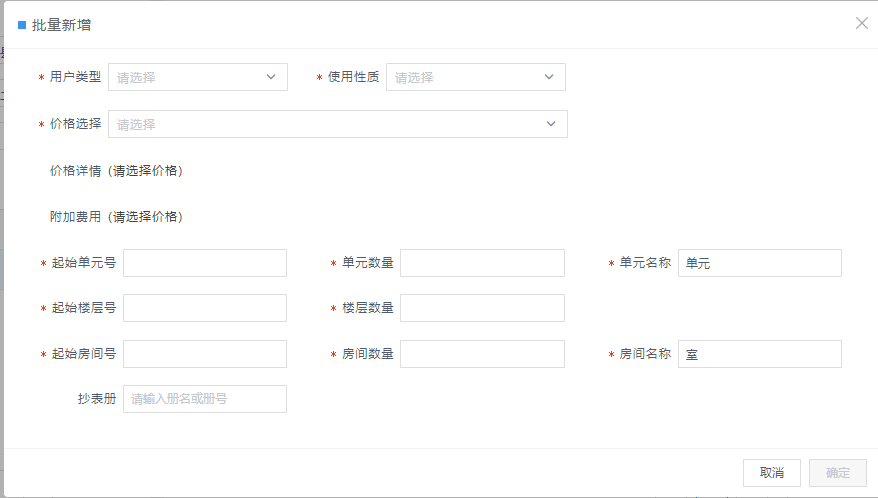 批量新增
* 用户类型 请选择 * 使用性质 请选择
* 价格选择 请选择
价格详情 (请选择价格)
附加费用 (请选择价格)
* 起始单元号 * 单元数量 * 单元名称 单元
* 起始楼层号 * 楼层数量
* 起始房间号 * 房间数量 * 房间名称 室
抄表册 请输入册名或册号
取消 确定